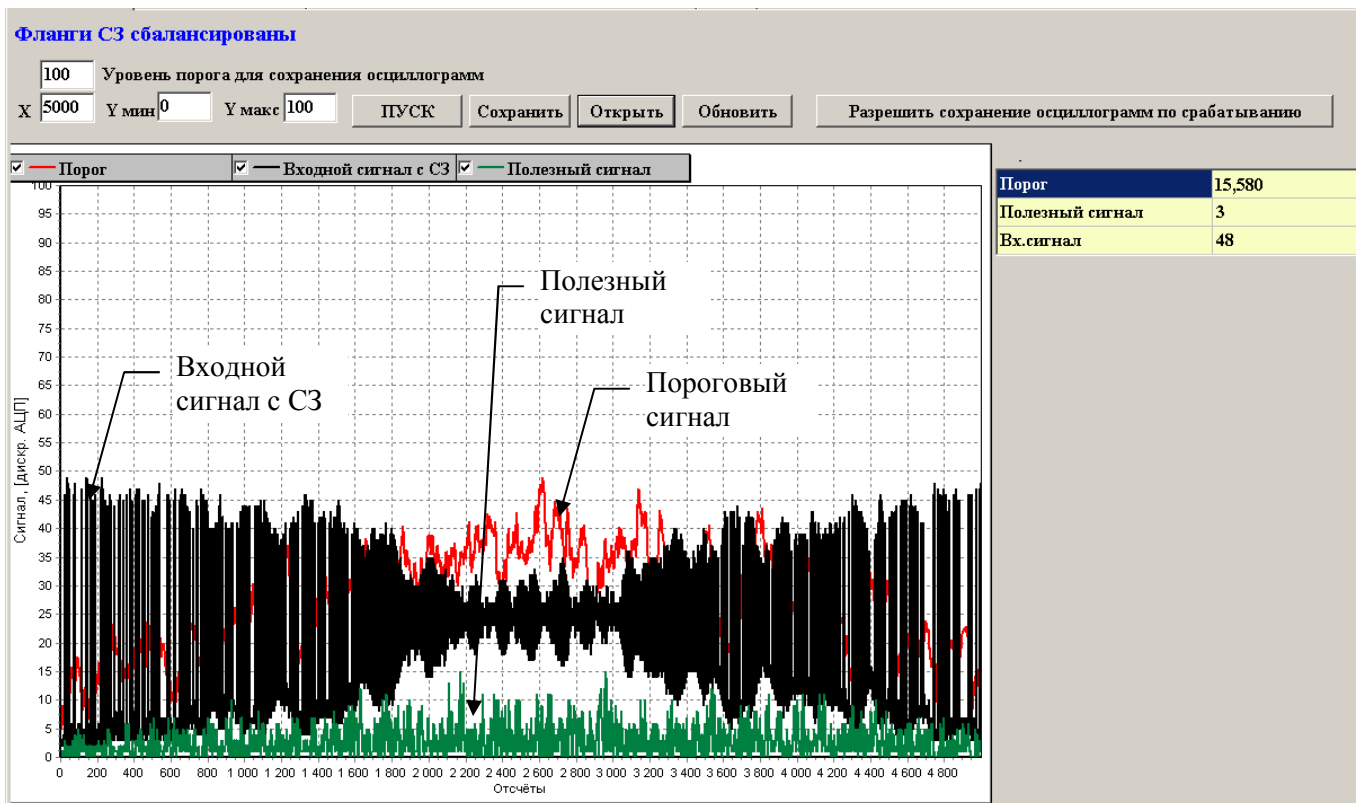 Фланги СЗ сбалансированы
100 Уровень порога для сохранения осциллограмм
X 5000 Y мин 0 Y макс 100 ПУСК Сохранить Открыть Обновить Разрешить сохранение осциллограмм по срабатыванию
Порог Входной сигнал с СЗ Полезный сигнал
Порог 15,580
Полезный сигнал 3
Вх.сигнал 48
Полезный
сигнал
Входной
сигнал с СЗ
Пороговый
сигнал
Сигнал, [дискр. АЦП]
100
95
90
85
80
75
70
65
60
55
50
45
40
35
30
25
20
15
10
5
0
0 200 400 600 800 1 000 1 200 1 400 1 600 1 800 2 000 2 200 2 400 2 600 2 800 3 000 3 200 3 400 3 600 3 800 4 000 4 200 4 400 4 600 4 800
Отсчёты